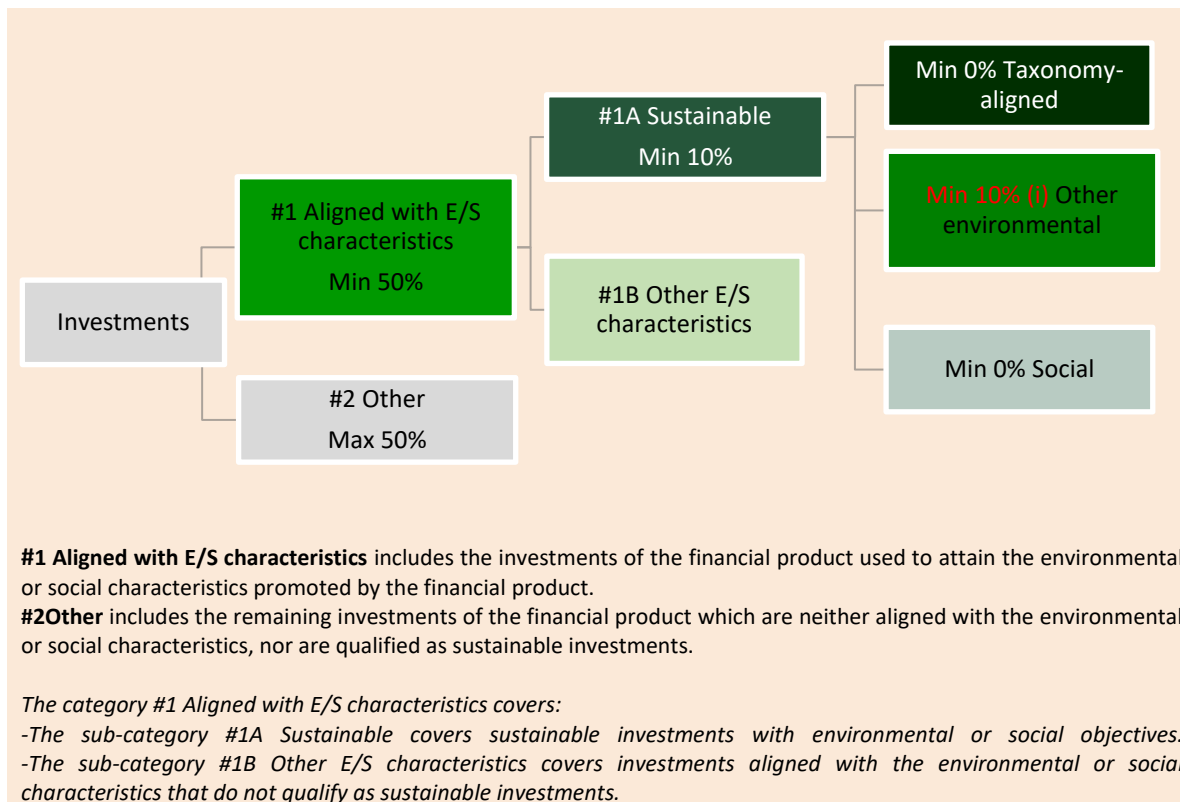 Min 0% Taxonomy-
aligned
#1A Sustainable
Min 10%
Min 10% (i) Other
environmental
#1 Aligned with E/S
characteristics
Min 50%
#1B Other E/S
characteristics
Investments
Min 0% Social
#2 Other
Max 50%
#1 Aligned with E/S characteristics includes the investments of the financial product used to attain the environmental
or social characteristics promoted by the financial product.
#2Other includes the remaining investments of the financial product which are neither aligned with the environmental
or social characteristics, nor are qualified as sustainable investments.
The category #1 Aligned with E/S characteristics covers:
-The sub-category #1A Sustainable covers sustainable investments with environmental or social objectives.
-The sub-category #1B Other E/S characteristics covers investments aligned with the environmental or social
characteristics that do not qualify as sustainable investments.